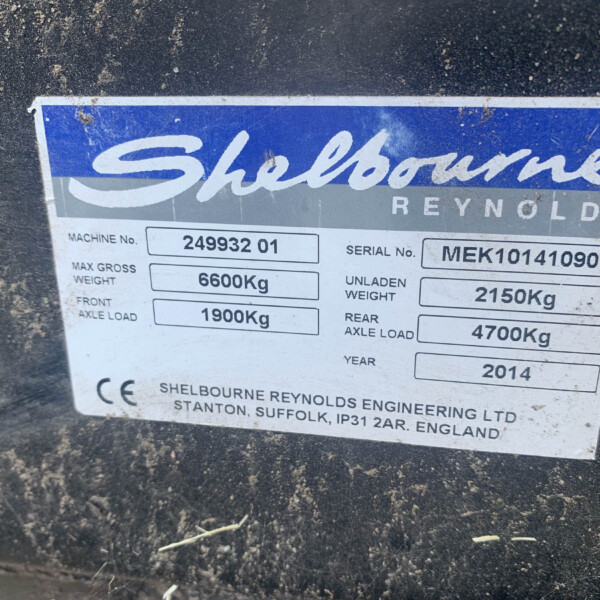 Shelbourne
REYNOLD
MACHINE No. 249932 01 SERIAL No. MEK10141090
MAX GROSS WEIGHT 6600Kg UNLADEN WEIGHT 2150Kg
FRONT AXLE LOAD 1900Kg REAR AXLE LOAD 4700Kg
YEAR 2014
CE SHELBOURNE REYNOLDS ENGINEERING LTD
STANTON, SUFFOLK, IP31 2AR. ENGLAND